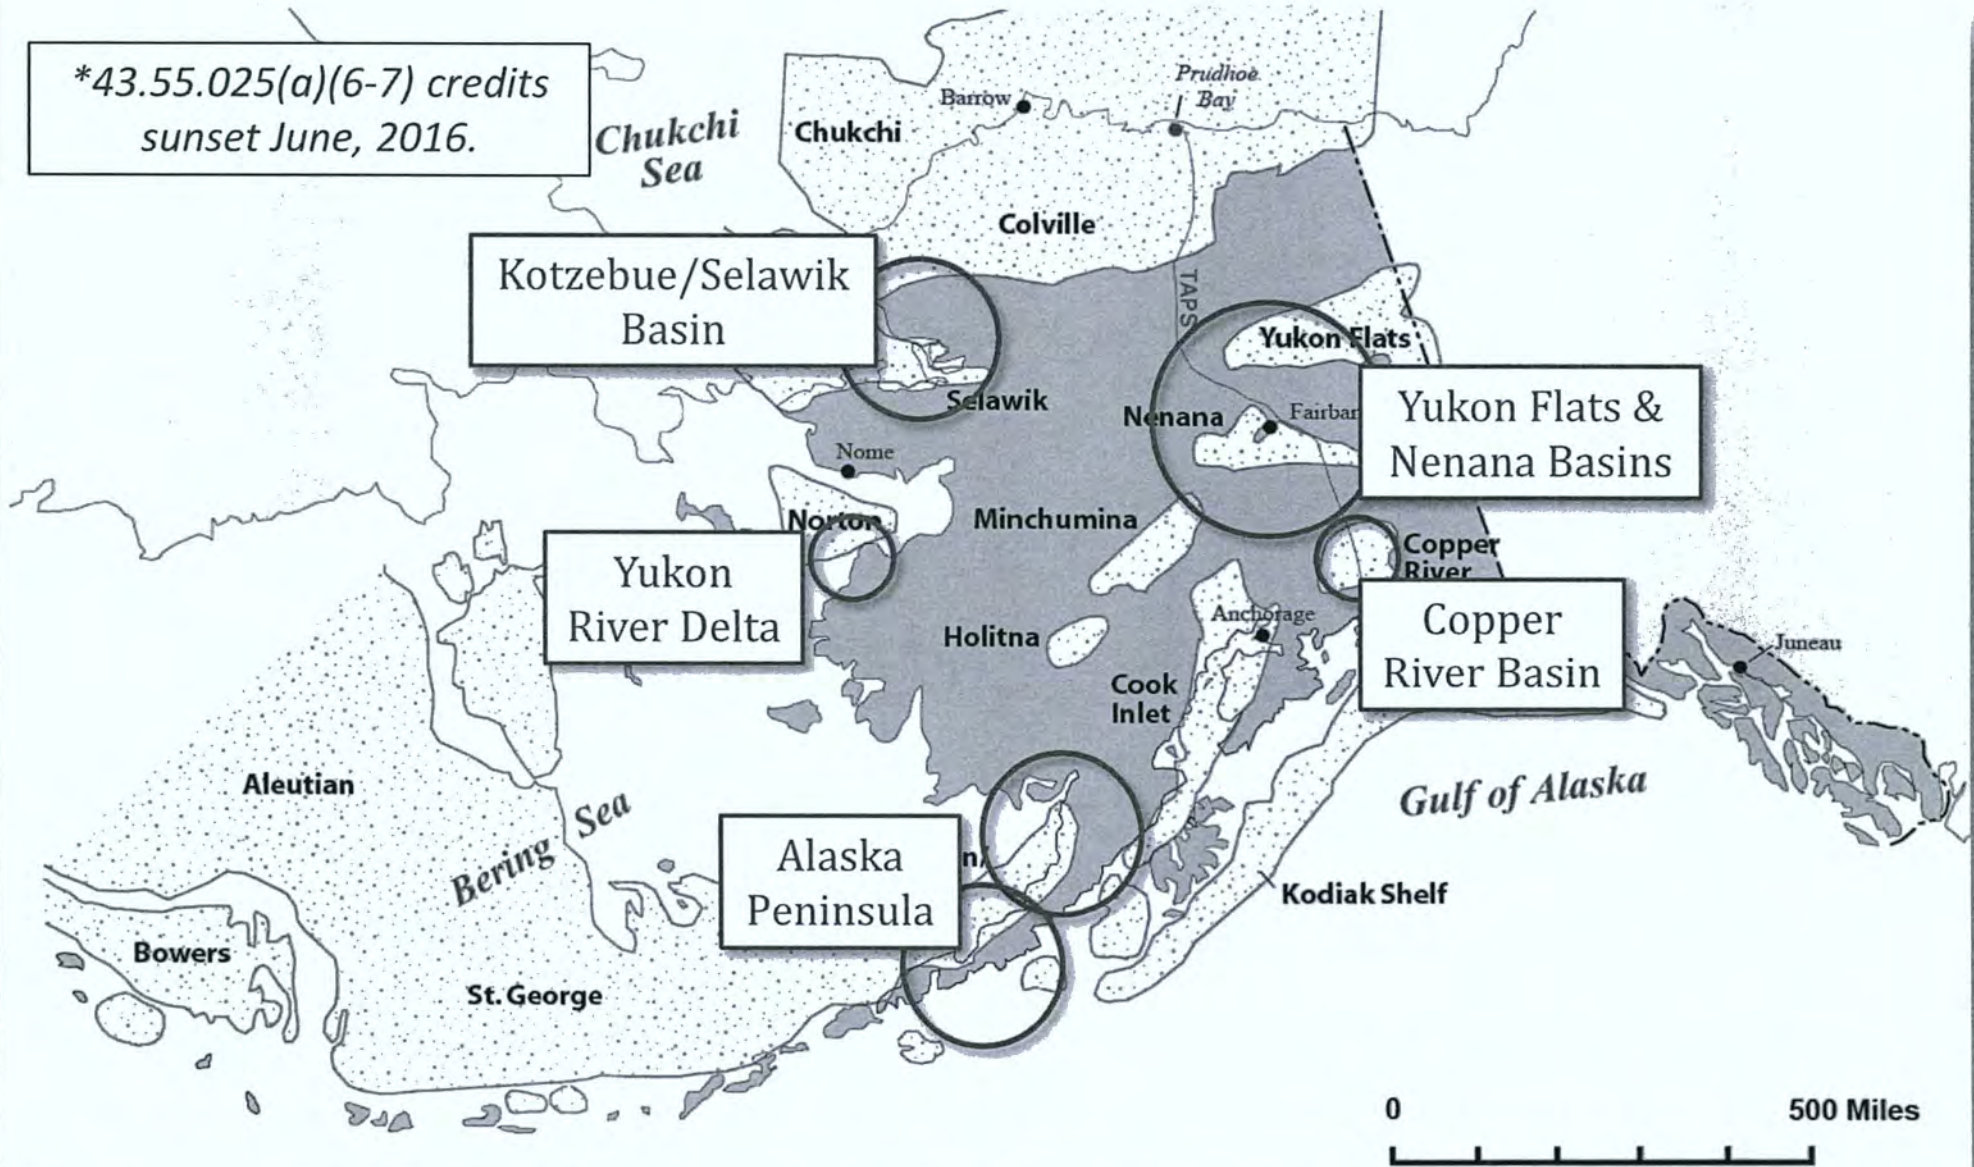 *43.55.025(a)(6-7) credits
sunset June, 2016.
Chukchi
Sea
Chukchi
Barrow
Prudhoe
Bay
Colville
TAPS
Kotzebue/Selawik
Basin
Selawik
Yukon Flats
Nenana
Fairban
Yukon Flats &
Nenana Basins
Nome
Norton
Minchumina
Yukon
River Delta
Copper
River
Copper
River Basin
Holitna
Anchorage
Cook
Inlet
Juneau
Aleutian
Bering Sea
Gulf of Alaska
Alaska
Peninsula
n/
Kodiak Shelf
Bowers
St. George
0 500 Miles